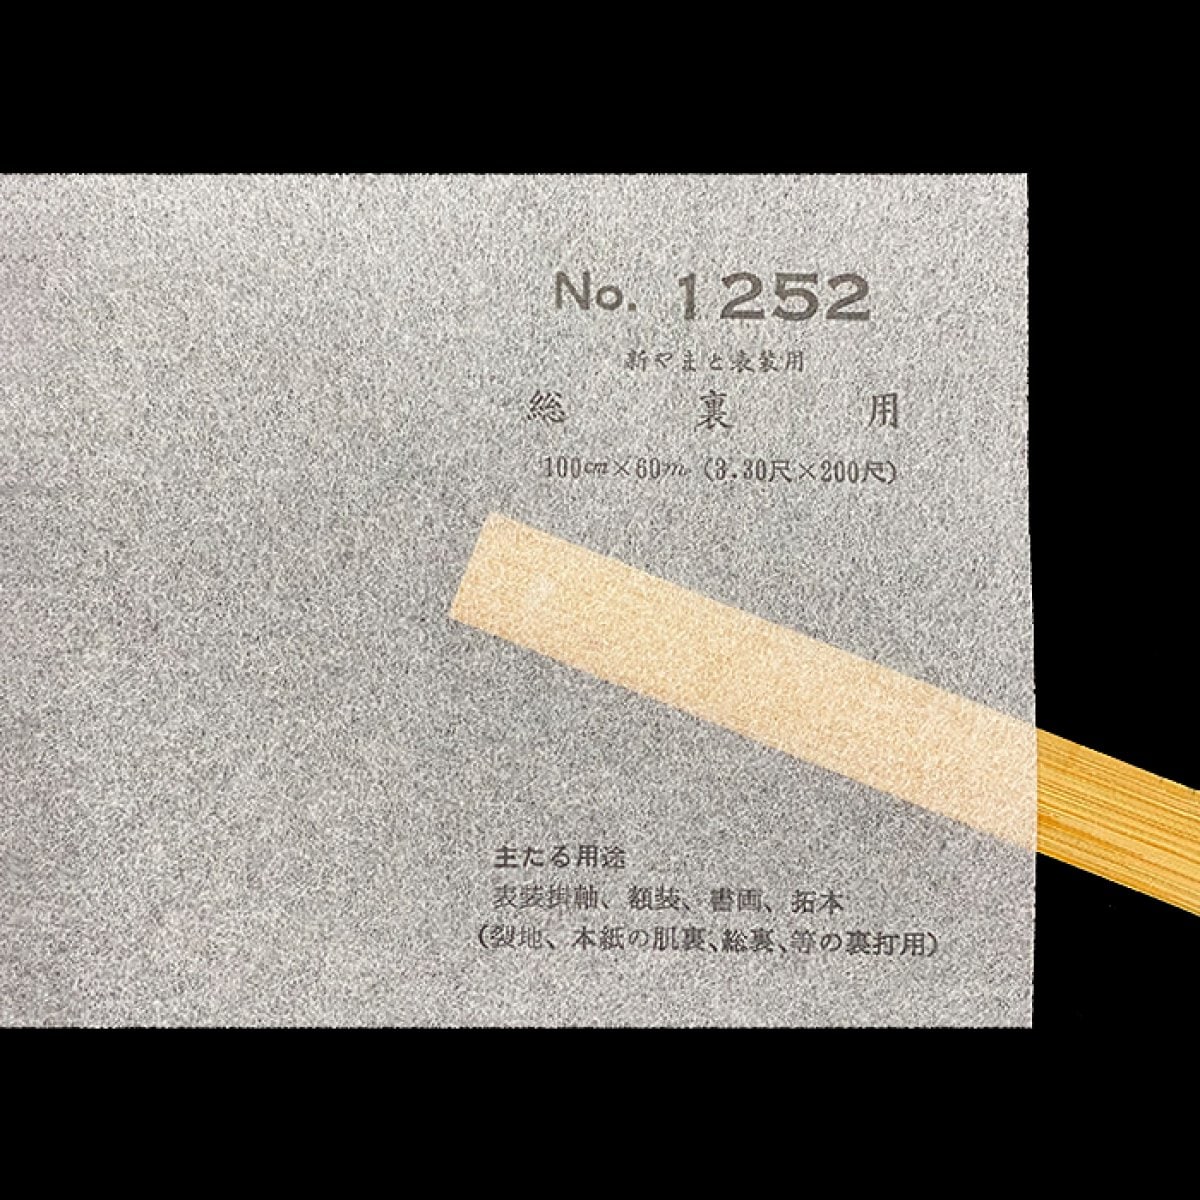 No. 1252
新やまと表装用
総裏用
100cm×60m (3.30尺×200尺)
主たる用途
表装掛軸、額装、書画、拓本
(裂地、本紙の肌裏、総裏、等の裏打用)